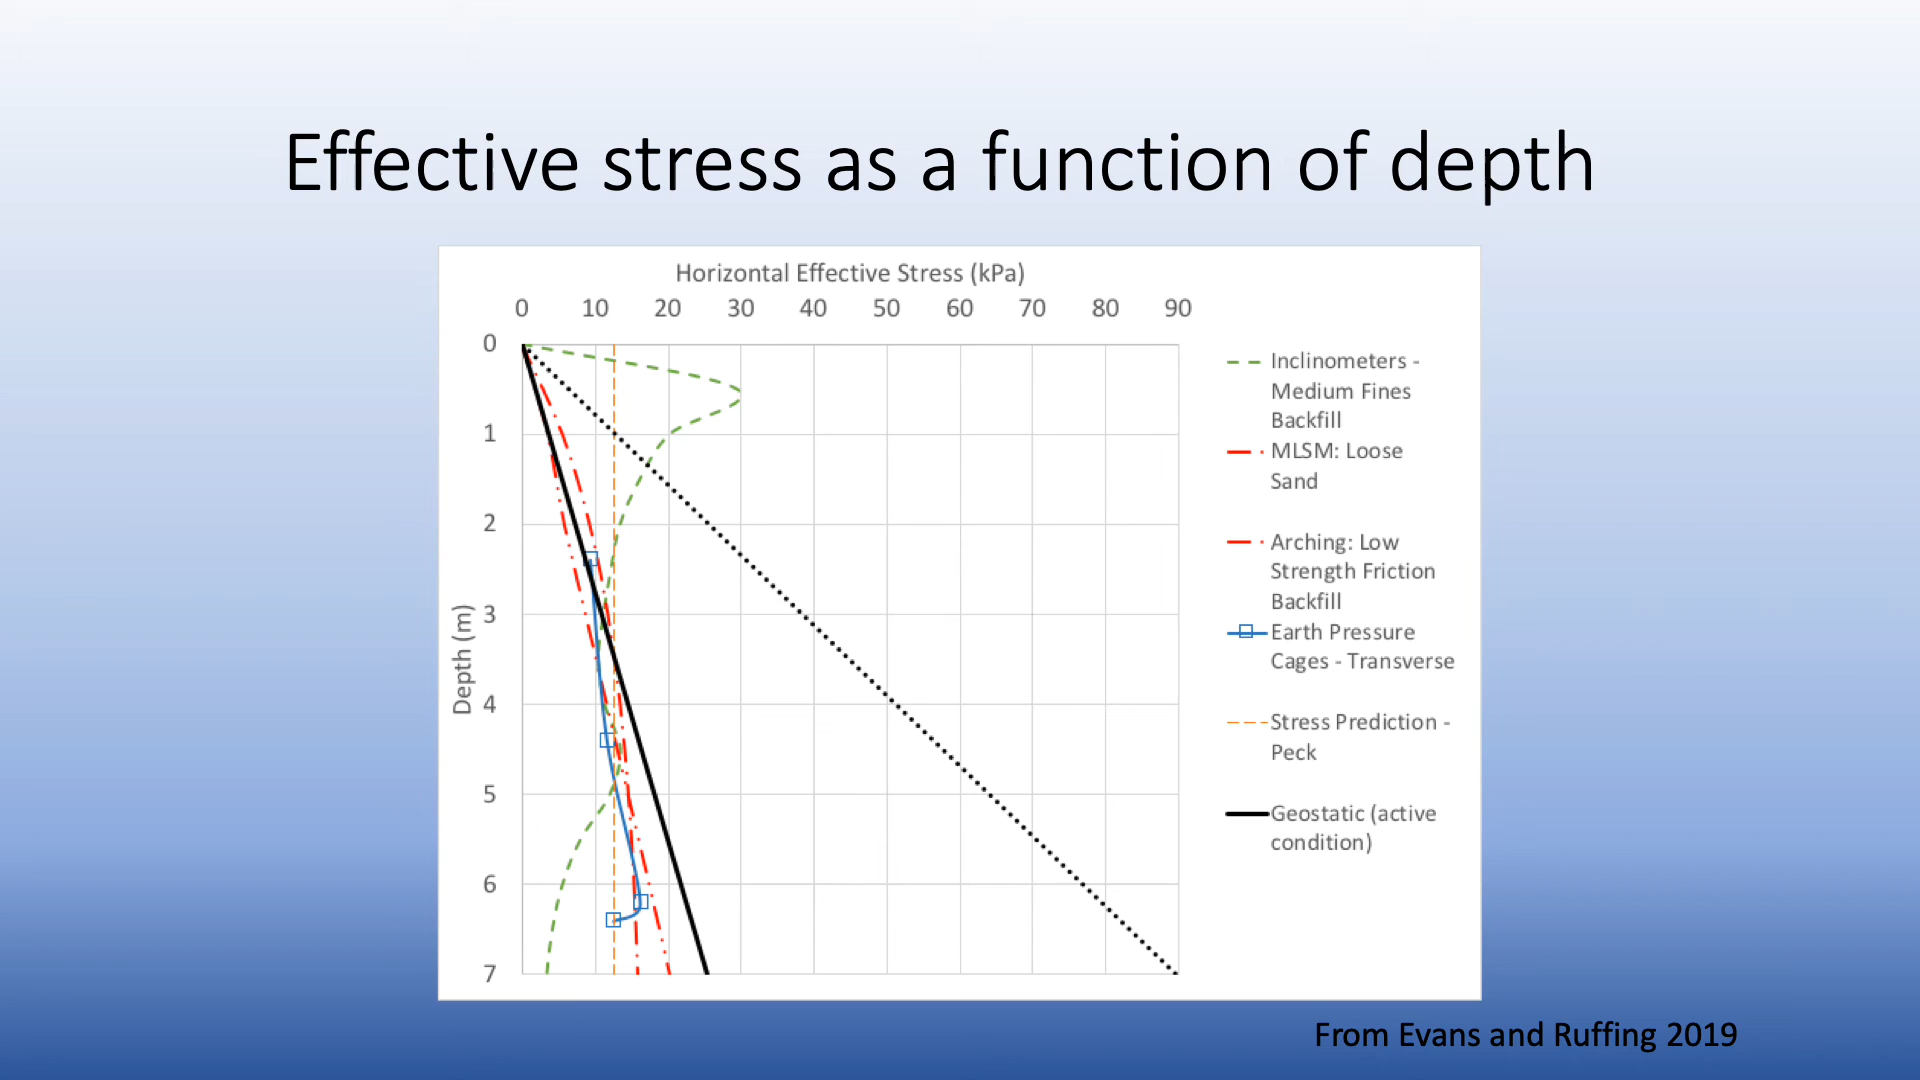 Effective stress as a function of depth
Horizontal Effective Stress (kPa)
0 10 20 30 40 50 60 70 80 90
0
1
2
3
4
5
6
7
Depth (m)
Inclinometers -
Medium Fines
Backfill
MLSM: Loose
Sand
Arching: Low
Strength Friction
Backfill
Earth Pressure
Cages - Transverse
Stress Prediction -
Peck
Geostatic (active
condition)
From Evans and Ruffing 2019